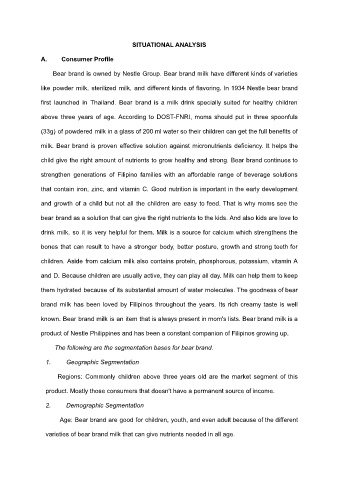 SITUATIONAL ANALYSIS
A. Consumer Profile
Bear brand is owned by Nestle Group. Bear brand milk have different kinds of varieties
like powder milk, sterilized milk, and different kinds of flavoring. In 1934 Nestle bear brand
first launched in Thailand. Bear brand is a milk drink specially suited for healthy children
above three years of age. According to DOST-FNRI, moms should put in three spoonfuls
(33g) of powdered milk in a glass of 200 ml water so their children can get the full benefits of
milk. Bear brand is proven effective solution against micronutrients deficiency. It helps the
child give the right amount of nutrients to grow healthy and strong. Bear brand continues to
strengthen generations of Filipino families with an affordable range of beverage solutions
that contain iron, zinc, and vitamin C. Good nutrition is important in the early development
and growth of a child but not all the children are easy to feed. That is why moms see the
bear brand as a solution that can give the right nutrients to the kids. And also kids are love to
drink milk, so it is very helpful for them. Milk is a source for calcium which strengthens the
bones that can result to have a stronger body, better posture, growth and strong teeth for
children. Aside from calcium milk also contains protein, phosphorous, potassium, vitamin A
and D. Because children are usually active, they can play all day. Milk can help them to keep
them hydrated because of its substantial amount of water molecules. The goodness of bear
brand milk has been loved by Filipinos throughout the years. Its rich creamy taste is well
known. Bear brand milk is an item that is always present in mom's lists. Bear brand milk is a
product of Nestle Philippines and has been a constant companion of Filipinos growing up.
The following are the segmentation bases for bear brand.
1. Geographic Segmentation
Regions: Commonly children above three years old are the market segment of this
product. Mostly those consumers that doesn't have a permanent source of income.
2. Demographic Segmentation
Age: Bear brand are good for children, youth, and even adult because of the different
varieties of bear brand milk that can give nutrients needed in all age.